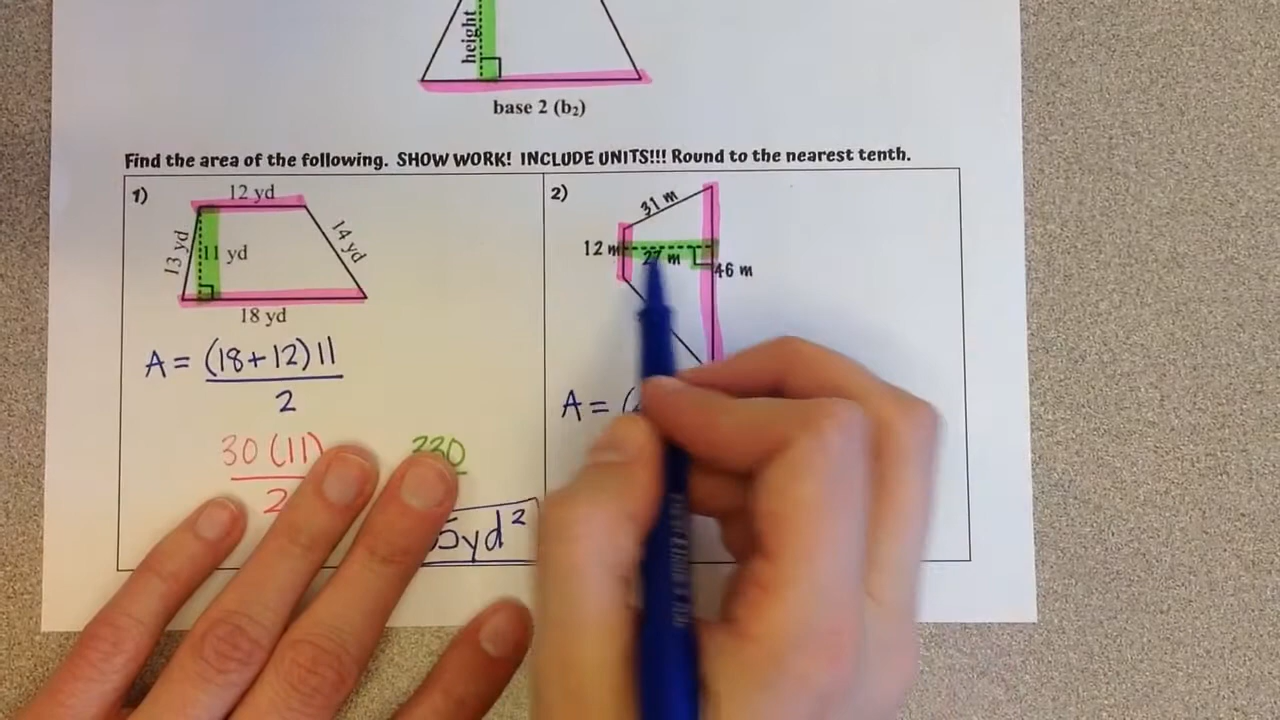 height
base 2 (b₂)
Find the area of the following. SHOW WORK! INCLUDE UNITS!!! Round to the nearest tenth.
1)
12 yd
13 yd
11 yd
14 yd
18 yd
A = (18+12)11
2
30(11)
2
330
5yd²
2)
31 m
12 m
27 m
46 m
A = (